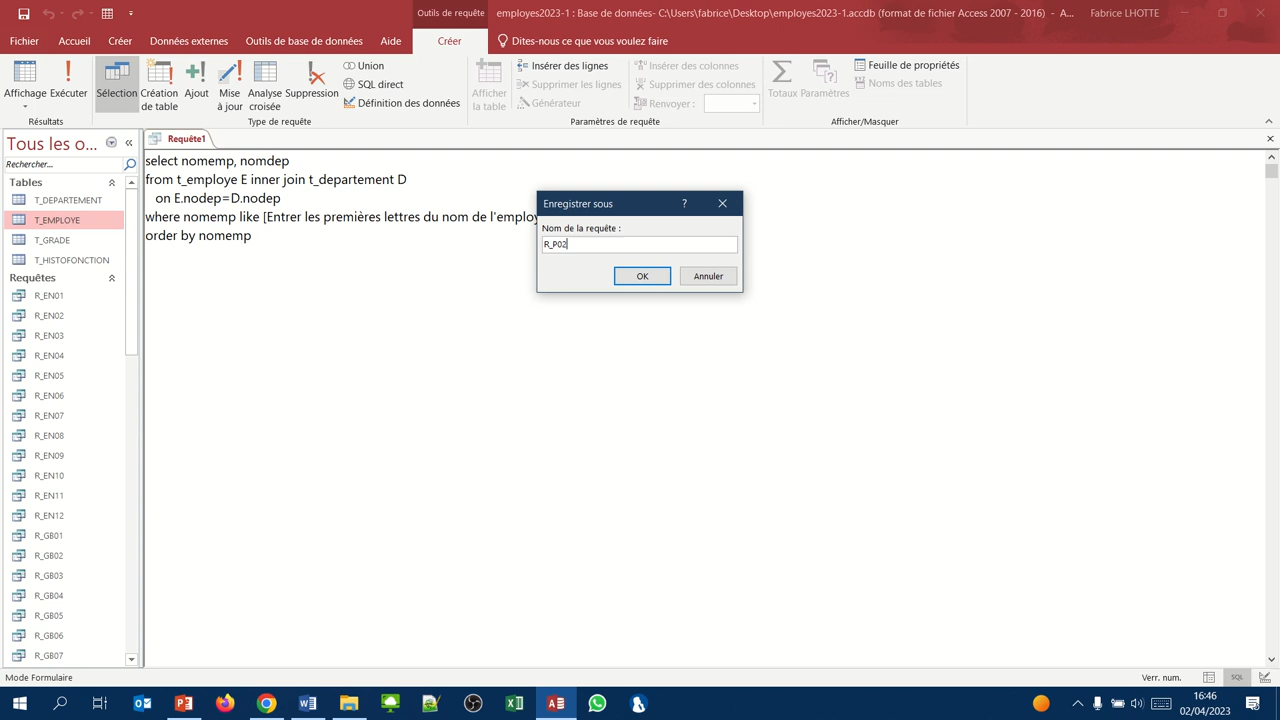 Outils de requête
employes2023-1 : Base de données- C:\Users\fabrice\Desktop\employes2023-1.accdb (format de fichier Access 2007 - 2016) - A...
Fabrice LHOTTE
Fichier
Accueil
Créer
Données externes
Outils de base de données
Aide
Créer
Dites-nous ce que vous voulez faire
Affichage
Exécuter
Résultats
Sélection
Création de table
Ajout
Mise à jour
Analyse croisée
Suppression
Union
SQL direct
Définition des données
Type de requête
Afficher la table
Insérer des lignes
Supprimer les lignes
Générateur
Insérer des colonnes
Supprimer des colonnes
Renvoyer :
Paramètres de requête
Totaux
Paramètres
Feuille de propriétés
Noms des tables
Afficher/Masquer
Tous les o...
Rechercher...
Tables
T_DEPARTEMENT
T_EMPLOYE
T_GRADE
T_HISTOFONCTION
Requêtes
R_EN01
R_EN02
R_EN03
R_EN04
R_EN05
R_EN06
R_EN07
R_EN08
R_EN09
R_EN10
R_EN11
R_EN12
R_GB01
R_GB02
R_GB03
R_GB04
R_GB05
R_GB06
R_GB07
Requête1
select nomemp, nomdep
from t_employe E inner join t_departement D
on E.nodep=D.nodep
where nomemp like [Entrer les premières lettres du nom de l'employ
order by nomemp
Enregistrer sous
?
Nom de la requête :
R_P02
OK
Annuler
Mode Formulaire
Verr. num.
SQL
16:46
02/04/2023